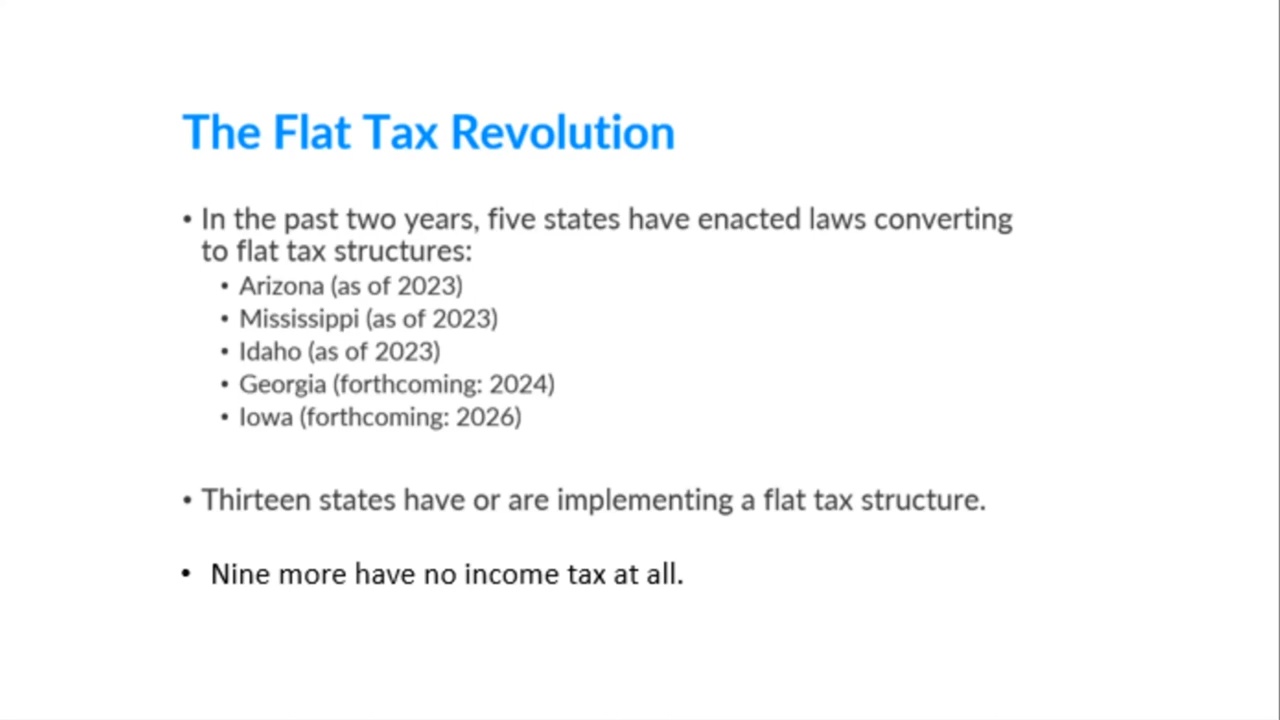 The Flat Tax Revolution
• In the past two years, five states have enacted laws converting
to flat tax structures:
• Arizona (as of 2023)
• Mississippi (as of 2023)
• Idaho (as of 2023)
• Georgia (forthcoming: 2024)
• Iowa (forthcoming: 2026)
• Thirteen states have or are implementing a flat tax structure.
• Nine more have no income tax at all.